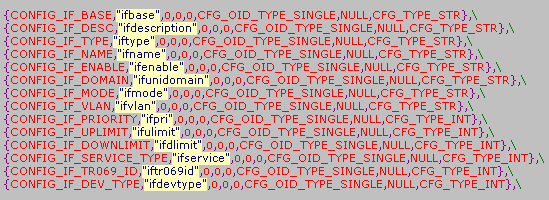 {CONFIG_IF_BASE,"ifbase",0,0,0,CFG_OID_TYPE_SINGLE,NULL,CFG_TYPE_STR},\
{CONFIG_IF_DESC,"ifdescription",0,0,0,CFG_OID_TYPE_SINGLE,NULL,CFG_TYPE_STR},\
{CONFIG_IF_TYPE,"iftype",0,0,0,CFG_OID_TYPE_SINGLE,NULL,CFG_TYPE_STR},\
{CONFIG_IF_NAME,"ifname",0,0,0,CFG_OID_TYPE_SINGLE,NULL,CFG_TYPE_STR},\
{CONFIG_IF_ENABLE,"ifenable",0,0,0,CFG_OID_TYPE_SINGLE,NULL,CFG_TYPE_STR},\
{CONFIG_IF_DOMAIN,"ifunidomain",0,0,0,CFG_OID_TYPE_SINGLE,NULL,CFG_TYPE_STR},\
{CONFIG_IF_MODE,"ifmode",0,0,0,CFG_OID_TYPE_SINGLE,NULL,CFG_TYPE_STR},\
{CONFIG_IF_VLAN,"ifvlan",0,0,0,CFG_OID_TYPE_SINGLE,NULL,CFG_TYPE_STR},\
{CONFIG_IF_PRIORITY,"ifpri",0,0,0,CFG_OID_TYPE_SINGLE,NULL,CFG_TYPE_INT},\
{CONFIG_IF_UPLIMIT,"ifulimit",0,0,0,CFG_OID_TYPE_SINGLE,NULL,CFG_TYPE_INT},\
{CONFIG_IF_DOWNLIMIT,"ifdlimit",0,0,0,CFG_OID_TYPE_SINGLE,NULL,CFG_TYPE_INT},\
{CONFIG_IF_SERVICE_TYPE,"ifservice",0,0,0,CFG_OID_TYPE_SINGLE,NULL,CFG_TYPE_INT},\
{CONFIG_IF_TR069_ID,"iftr069id",0,0,0,CFG_OID_TYPE_SINGLE,NULL,CFG_TYPE_INT},\
{CONFIG_IF_DEV_TYPE,"ifdevtype",0,0,0,CFG_OID_TYPE_SINGLE,NULL,CFG_TYPE_INT},\